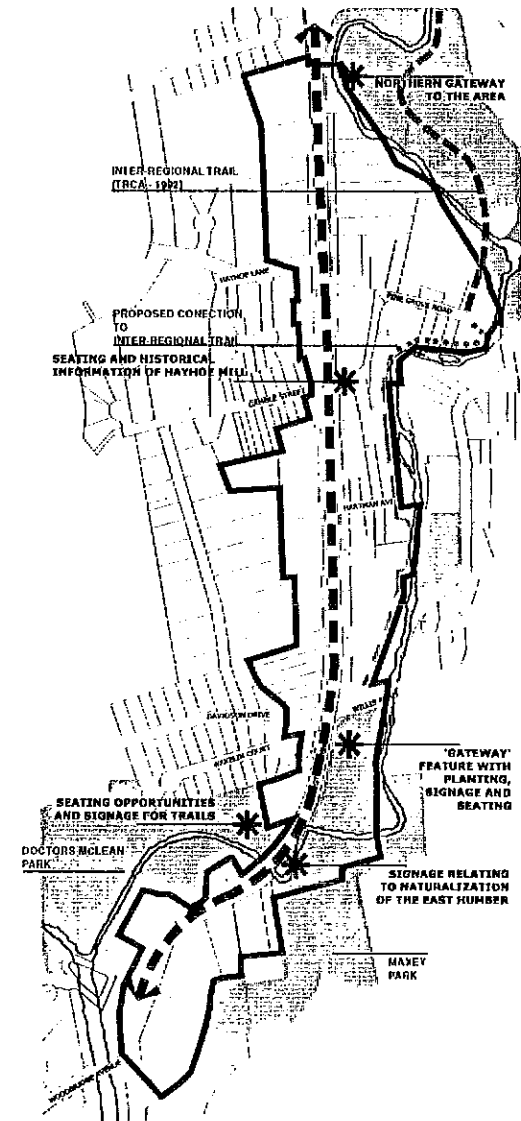 NORTHERN GATEWAY
TO THE AREA
INTER-REGIONAL TRAIL
(TRCA - 1992)
HAYHOE LANE
PINE GROVE ROAD
PROPOSED CONECTION
TO
INTER-REGIONAL TRAIL
SEATING AND HISTORICAL
INFORMATION OF HAYHOE MILL
GAMBLE STREET
HARTMAN AVE
DAVIDSON DRIVE
WILLIS
'GATEWAY'
FEATURE WITH
PLANTING,
SIGNAGE AND
SEATING
SEATING OPPORTUNITIES
AND SIGNAGE FOR TRAILS
DOCTORS McLEAN
PARK
SIGNAGE RELATING
TO NATURALIZATION
OF THE EAST HUMBER
MAXEY
PARK
WOODBRIDGE AVENUE